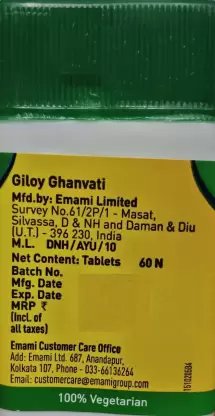 Giloy Ghanvati
Mfd.by: Emami Limited
Survey No.61/2P/1 - Masat,
Silvassa, D & NH and Daman & Diu
(U.T.) - 396 230, India
M.L. DNH/AYU/10
Net Content: Tablets 60 N
Batch No.
Mfg. Date
Exp. Date
MRP ₹
(Incl. of
all taxes)
Emami Customer Care Office
Add: Emami Ltd. 687, Anandapur,
Kolkata 107, Phone - 033-66136264
Email: customercare@emamigroup.com
100% Vegetarian